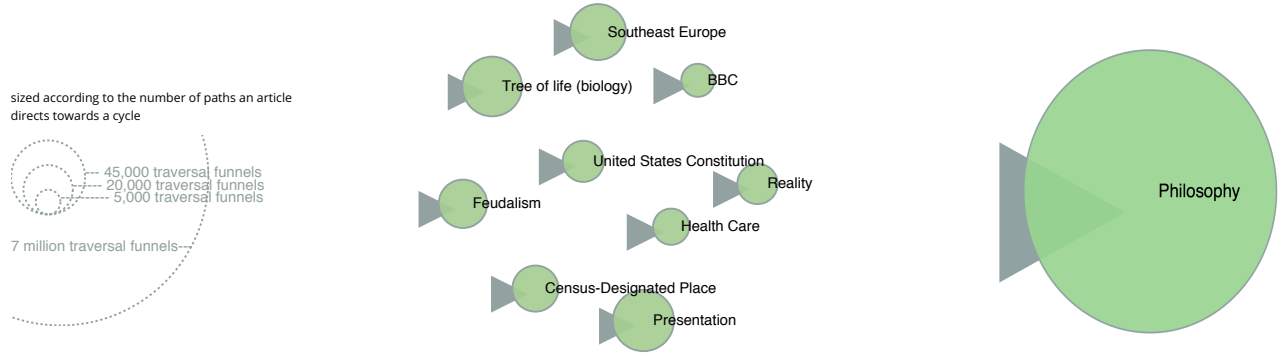 sized according to the number of paths an article
directs towards a cycle
45,000 traversal funnels
20,000 traversal funnels
5,000 traversal funnels
7 million traversal funnels
Southeast Europe
Tree of life (biology)
BBC
United States Constitution
Reality
Feudalism
Health Care
Census-Designated Place
Presentation
Philosophy